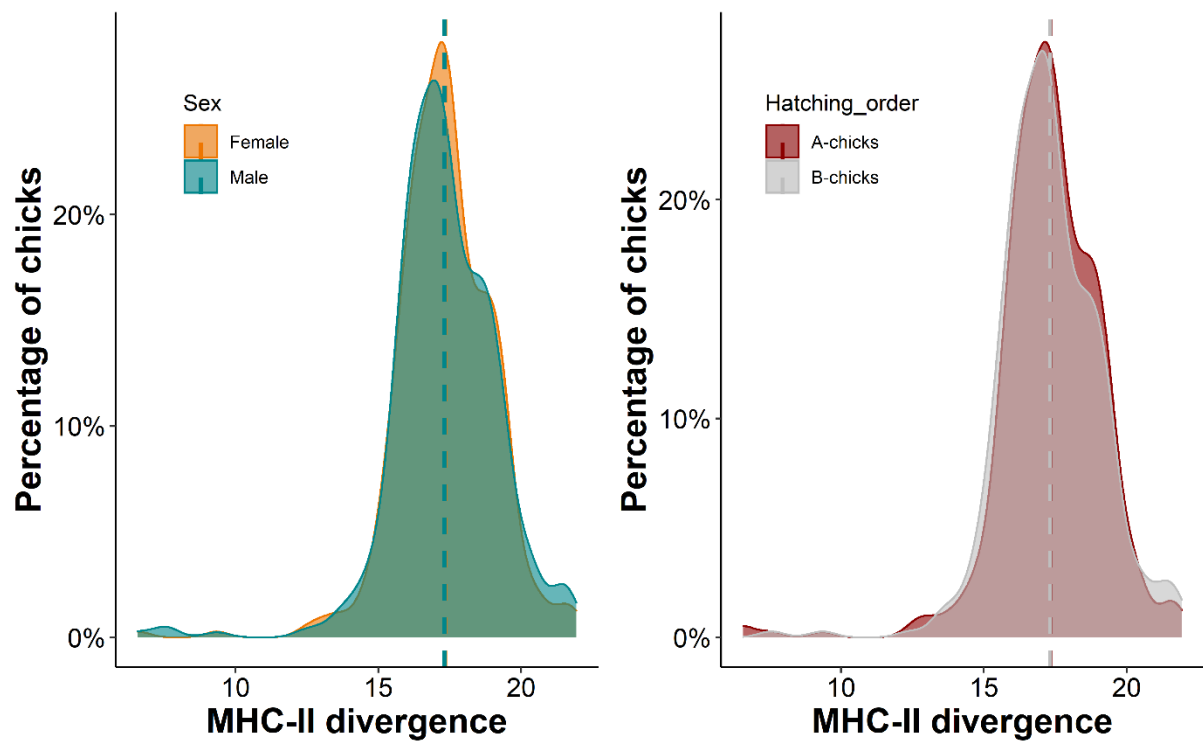 Percentage of chicks
20%
10%
0%
Sex
Female
Male
10 15 20
MHC-II divergence
Percentage of chicks
20%
10%
0%
Hatching_order
A-chicks
B-chicks
10 15 20
MHC-II divergence